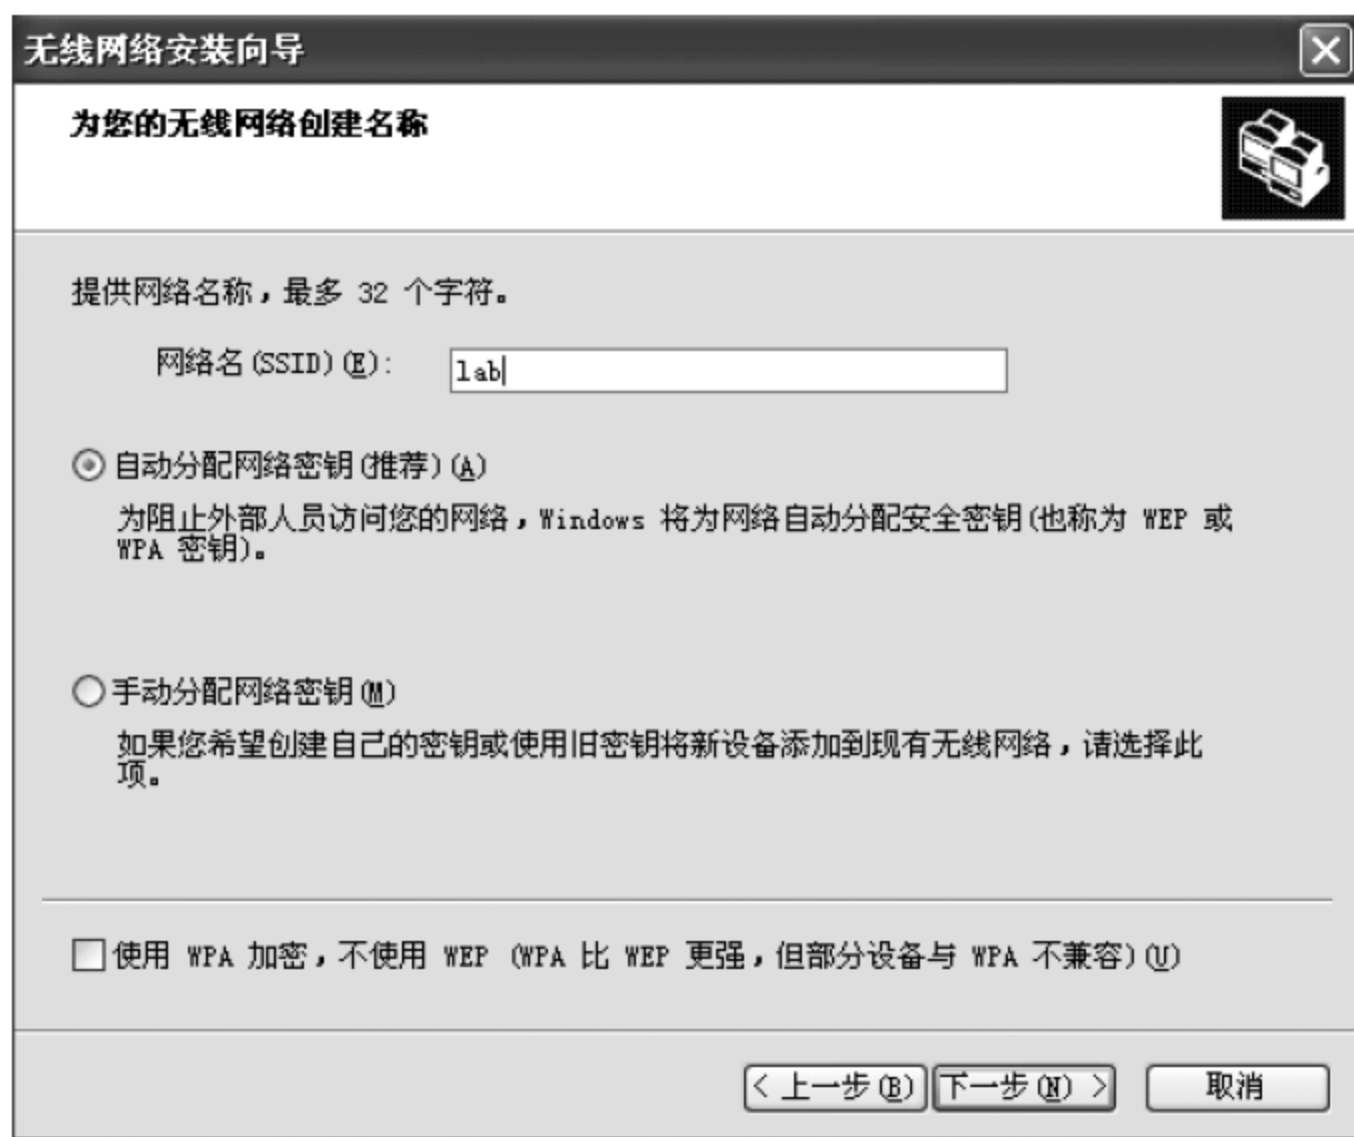 无线网络安装向导
为您的无线网络创建名称
提供网络名称，最多 32 个字符。
网络名(SSID)(E): lab
自动分配网络密钥(推荐)(A)
为阻止外部人员访问您的网络，Windows 将为网络自动分配安全密钥(也称为 WEP 或
WPA 密钥)。
手动分配网络密钥(M)
如果您希望创建自己的密钥或使用旧密钥将新设备添加到现有无线网络，请选择此
项。
使用 WPA 加密，不使用 WEP (WPA 比 WEP 更强，但部分设备与 WPA 不兼容)(U)
< 上一步(B) 下一步(N) > 取消